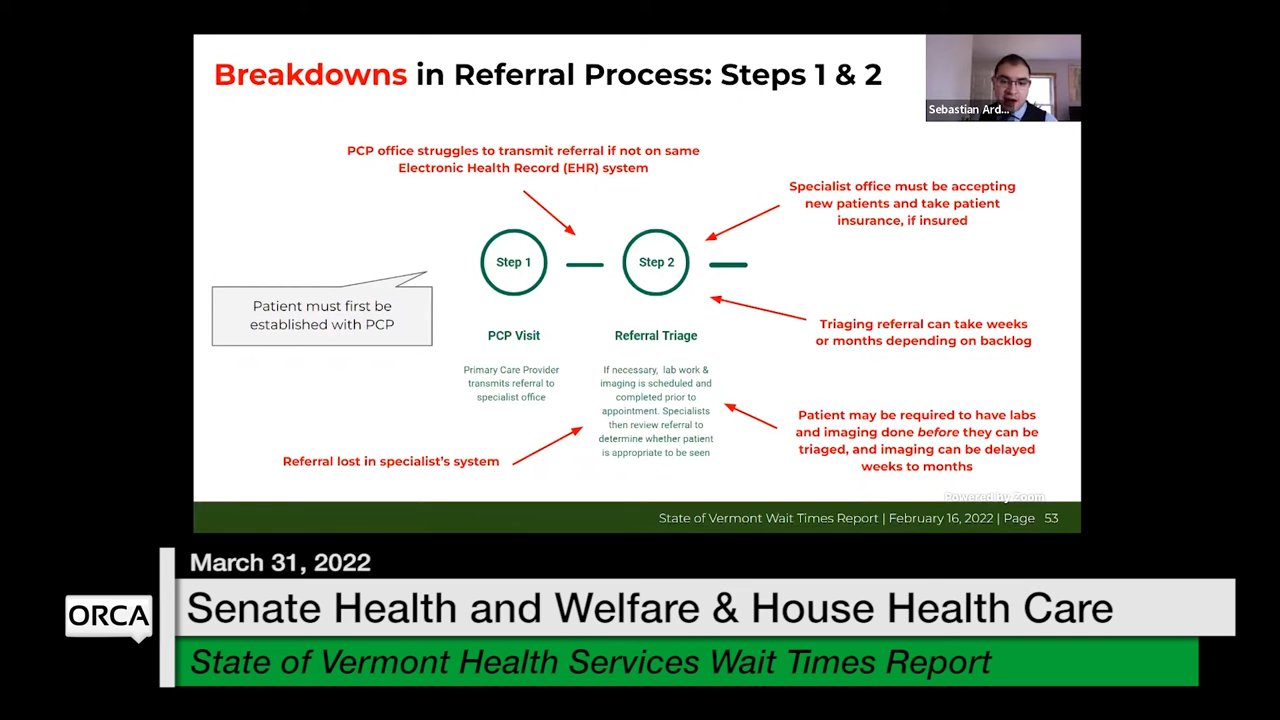 Breakdowns in Referral Process: Steps 1 & 2
Sebastian Ard...
PCP office struggles to transmit referral if not on same
Electronic Health Record (EHR) system
Specialist office must be accepting
new patients and take patient
insurance, if insured
Step 1
Step 2
Patient must first be
established with PCP
PCP Visit
Referral Triage
Triaging referral can take weeks
or months depending on backlog
Primary Care Provider
transmits referral to
specialist office
If necessary, lab work &
imaging is scheduled and
completed prior to
appointment. Specialists
then review referral to
determine whether patient
is appropriate to be seen
Patient may be required to have labs
and imaging done before they can be
triaged, and imaging can be delayed
weeks to months
Referral lost in specialist's system
Powered by Zoom
State of Vermont Wait Times Report | February 16, 2022 | Page 53
March 31, 2022
ORCA
Senate Health and Welfare & House Health Care
State of Vermont Health Services Wait Times Report